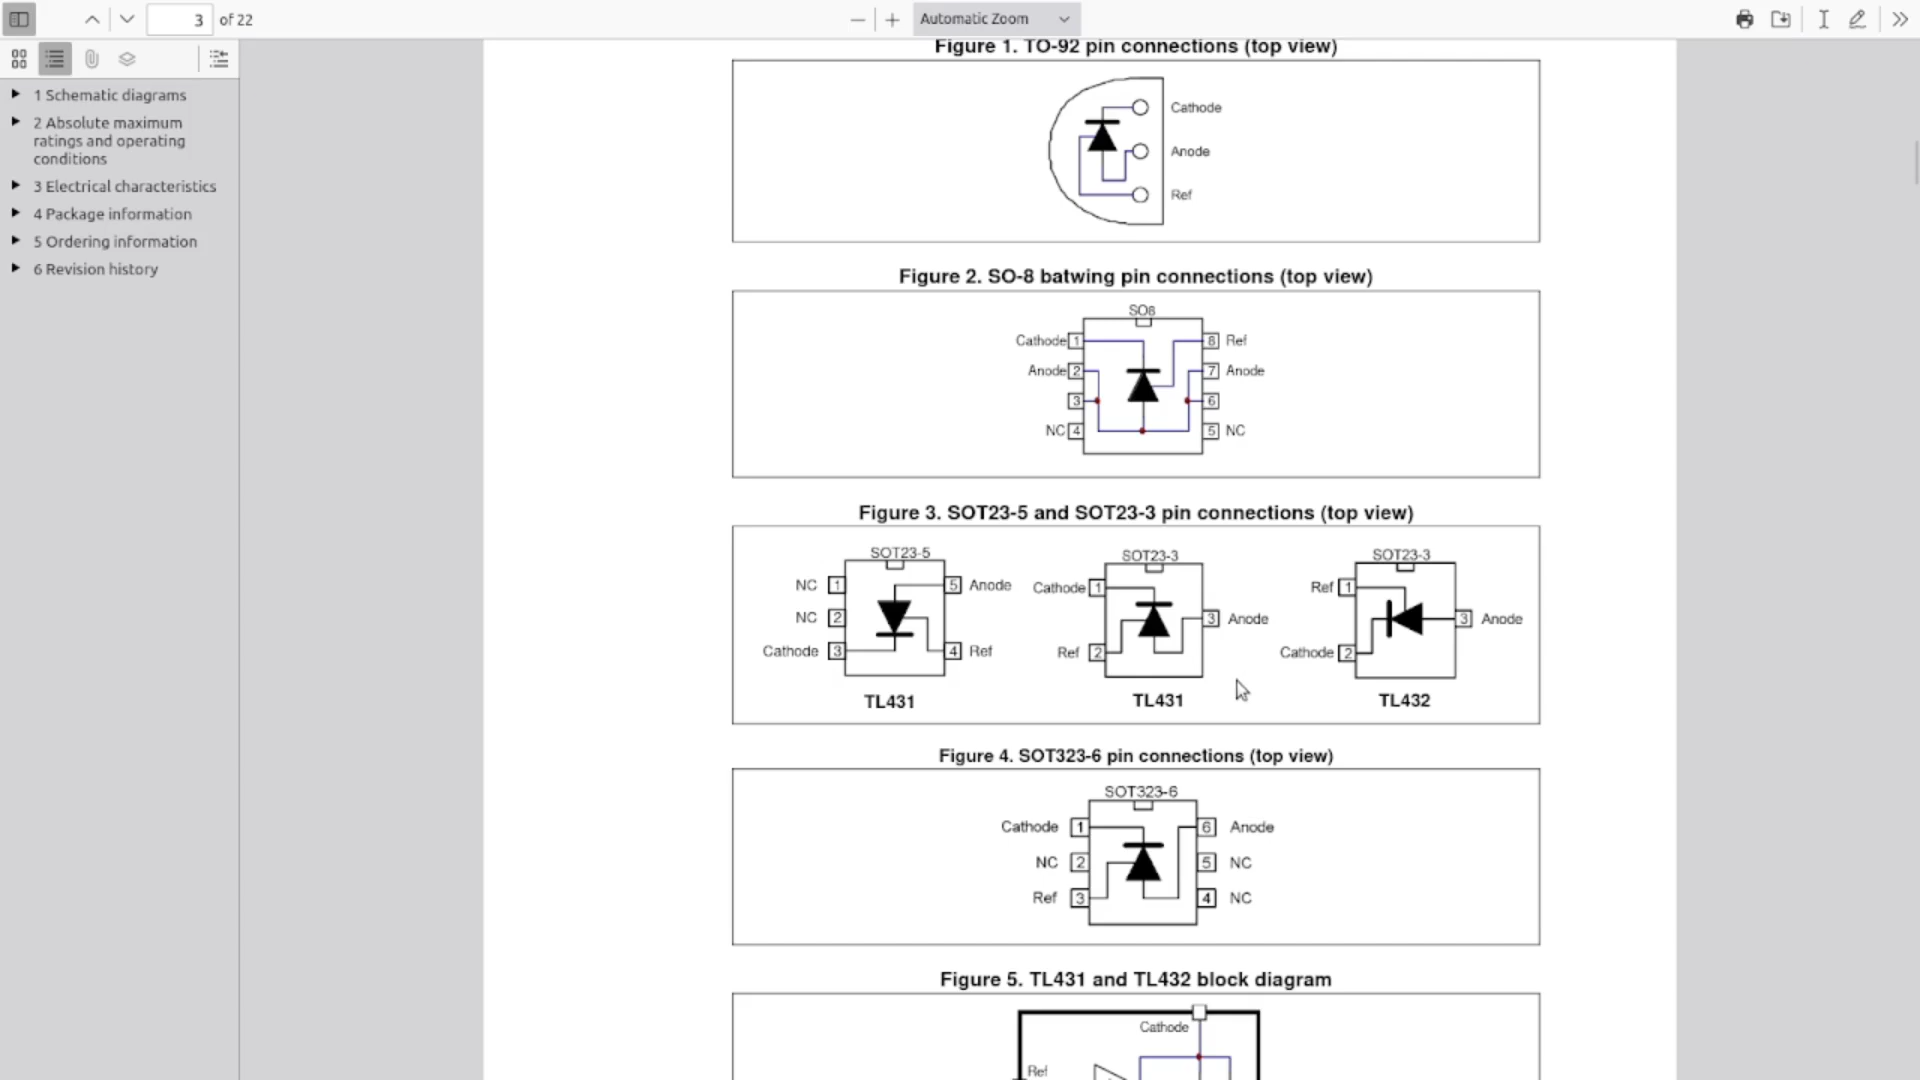 3 of 22
Automatic Zoom
1 Schematic diagrams
2 Absolute maximum
ratings and operating
conditions
3 Electrical characteristics
4 Package information
5 Ordering information
6 Revision history
Figure 1. TO-92 pin connections (top view)
Cathode
Anode
Ref
Figure 2. SO-8 batwing pin connections (top view)
SO8
Cathode 1 8 Ref
Anode 2 7 Anode
3 6
NC 4 5 NC
Figure 3. SOT23-5 and SOT23-3 pin connections (top view)
SOT23-5 SOT23-3 SOT23-3
NC 1 5 Anode Cathode 1 Ref 1
NC 2 3 Anode 3 Anode
Cathode 3 4 Ref Ref 2 Cathode 2
TL431 TL431 TL432
Figure 4. SOT323-6 pin connections (top view)
SOT323-6
Cathode 1 6 Anode
NC 2 5 NC
Ref 3 4 NC
Figure 5. TL431 and TL432 block diagram
Cathode
Ref